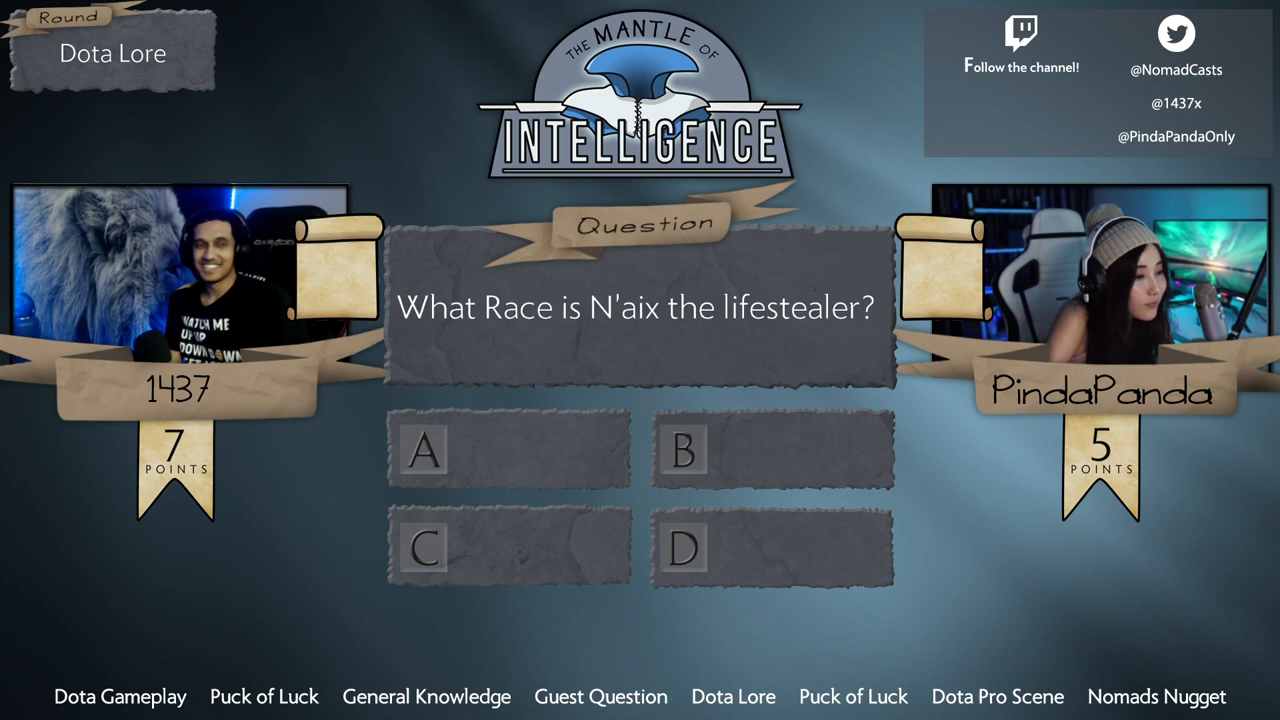 Round
Dota Lore
THE MANTLE OF
INTELLIGENCE
Follow the channel!
@NomadCasts
@1437x
@PindaPandaOnly
Question
What Race is N'aix the lifestealer?
WATCH ME
1437
7
POINTS
PindaPanda
5
POINTS
A
B
C
D
Dota Gameplay Puck of Luck General Knowledge Guest Question Dota Lore Puck of Luck Dota Pro Scene Nomads Nugget